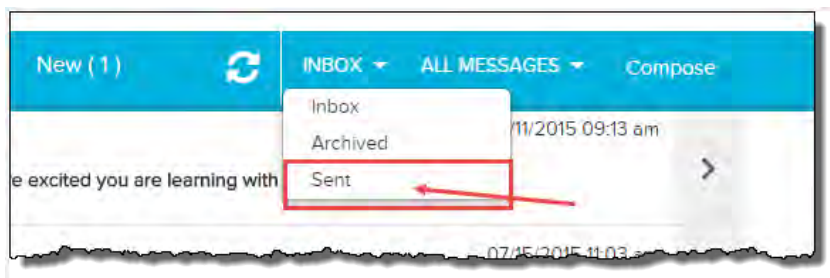 New ( 1 ) INBOX ALL MESSAGES Compose
Inbox
/11/2015 09:13 am
Archived
e excited you are learning with
Sent
07/15/2015 11:03